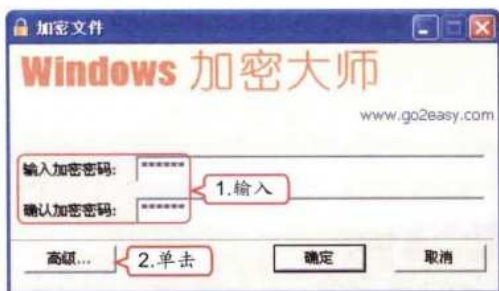 加密文件
Windows 加密大师
www.go2easy.com
输入加密密码: ******
1.输入
确认加密密码: ******
高级... 2.单击 确定 取消